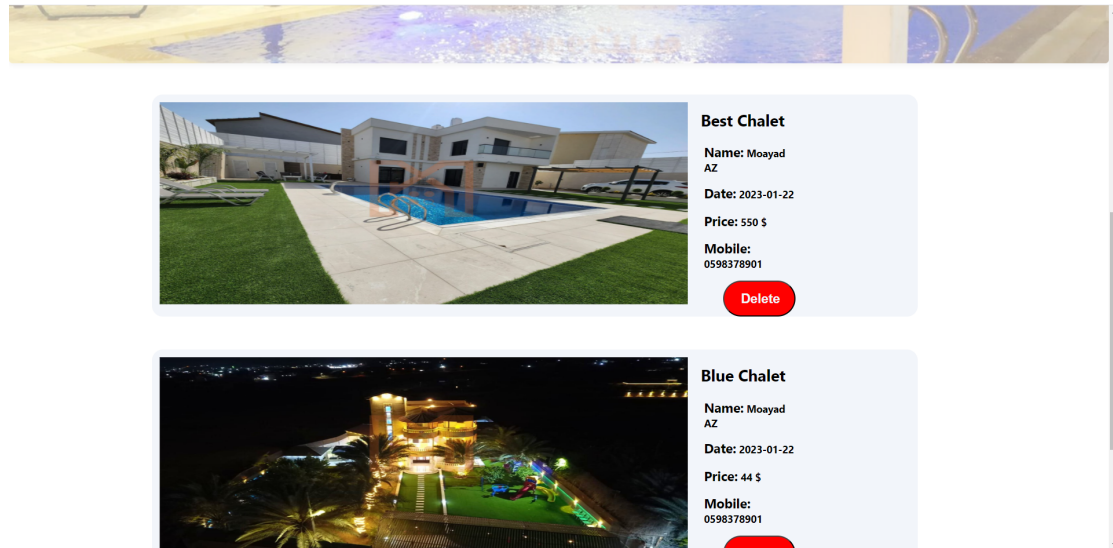 Best Chalet
Name: Moayad
AZ
Date: 2023-01-22
Price: 550 $
Mobile:
0598378901
Delete
Blue Chalet
Name: Moayad
AZ
Date: 2023-01-22
Price: 44 $
Mobile:
0598378901